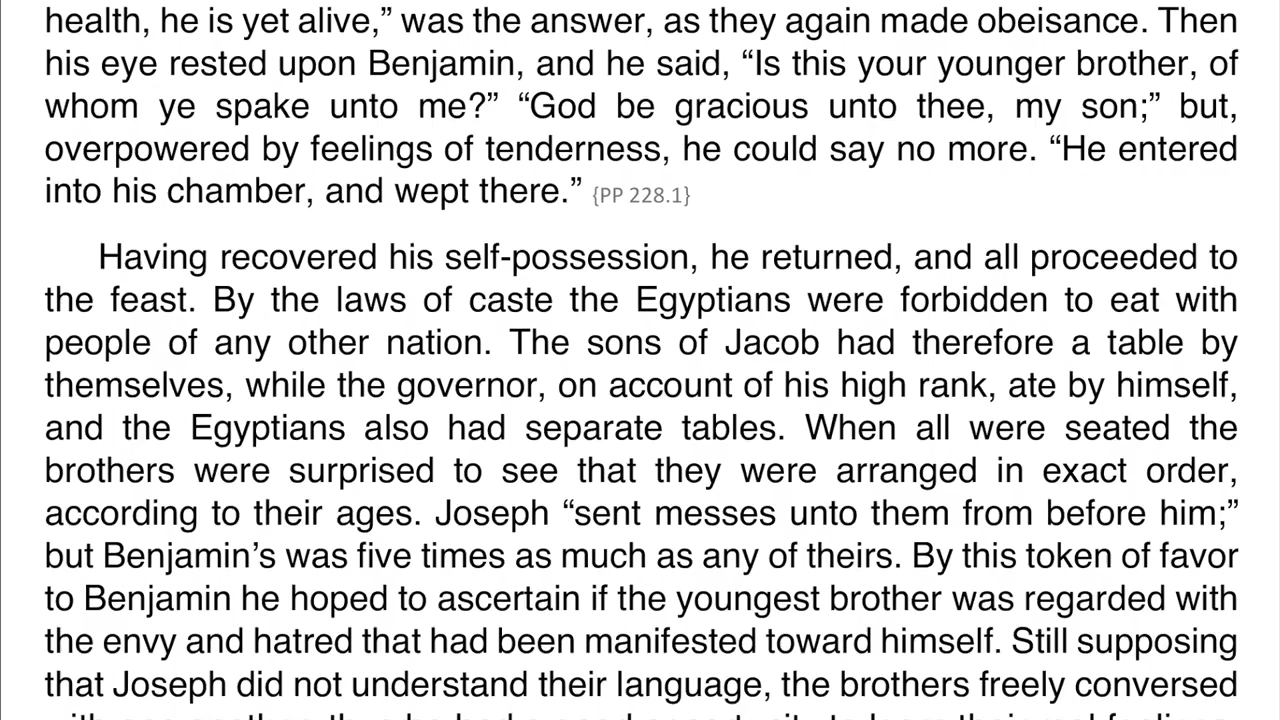 health, he is yet alive,” was the answer, as they again made obeisance. Then
his eye rested upon Benjamin, and he said, “Is this your younger brother, of
whom ye spake unto me?” “God be gracious unto thee, my son;” but,
overpowered by feelings of tenderness, he could say no more. “He entered
into his chamber, and wept there.” {PP 228.1}
Having recovered his self-possession, he returned, and all proceeded to
the feast. By the laws of caste the Egyptians were forbidden to eat with
people of any other nation. The sons of Jacob had therefore a table by
themselves, while the governor, on account of his high rank, ate by himself,
and the Egyptians also had separate tables. When all were seated the
brothers were surprised to see that they were arranged in exact order,
according to their ages. Joseph “sent messes unto them from before him;”
but Benjamin’s was five times as much as any of theirs. By this token of favor
to Benjamin he hoped to ascertain if the youngest brother was regarded with
the envy and hatred that had been manifested toward himself. Still supposing
that Joseph did not understand their language, the brothers freely conversed